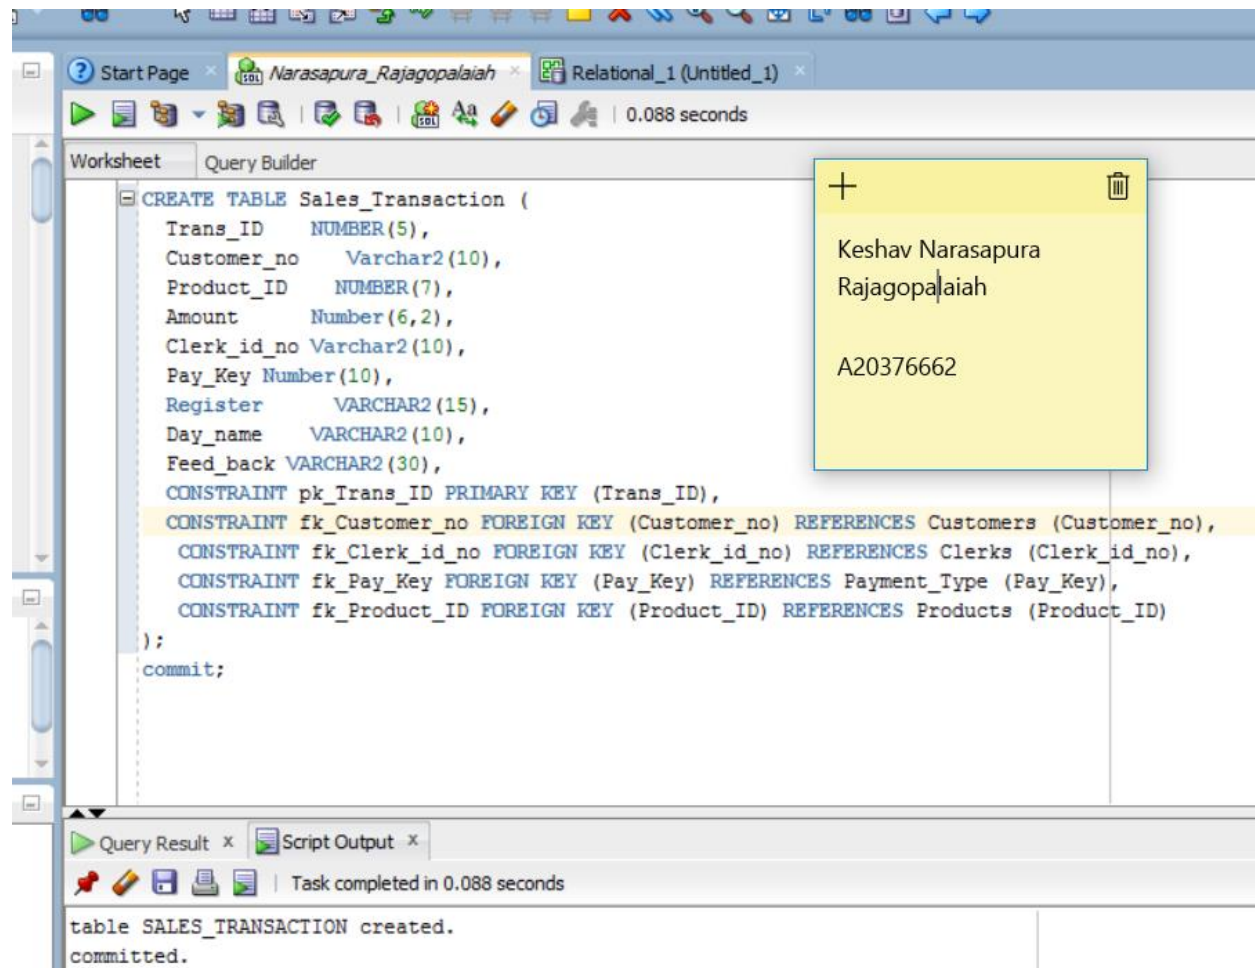 Start Page × Narasapura_Rajagopalaiah × Relational_1 (Untitled_1) ×
0.088 seconds
Worksheet Query Builder
CREATE TABLE Sales_Transaction (
Trans_ID NUMBER(5),
Customer_no Varchar2(10),
Product_ID NUMBER(7),
Amount Number(6,2),
Clerk_id_no Varchar2(10),
Pay_Key Number(10),
Register VARCHAR2(15),
Day_name VARCHAR2(10),
Feed_back VARCHAR2(30),
CONSTRAINT pk_Trans_ID PRIMARY KEY (Trans_ID),
CONSTRAINT fk_Customer_no FOREIGN KEY (Customer_no) REFERENCES Customers (Customer_no),
CONSTRAINT fk_Clerk_id_no FOREIGN KEY (Clerk_id_no) REFERENCES Clerks (Clerk_id_no),
CONSTRAINT fk_Pay_Key FOREIGN KEY (Pay_Key) REFERENCES Payment_Type (Pay_Key),
CONSTRAINT fk_Product_ID FOREIGN KEY (Product_ID) REFERENCES Products (Product_ID)
);
commit;
Keshav Narasapura
Rajagopalaiah
A20376662
Query Result x Script Output x
Task completed in 0.088 seconds
table SALES_TRANSACTION created.
committed.